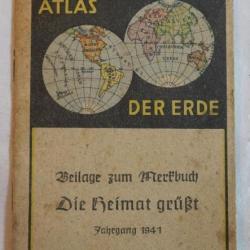 ATLAS
DER ERDE
Beilage zum Merkbuch
Die Heimat grüßt
Jahrgang 1941